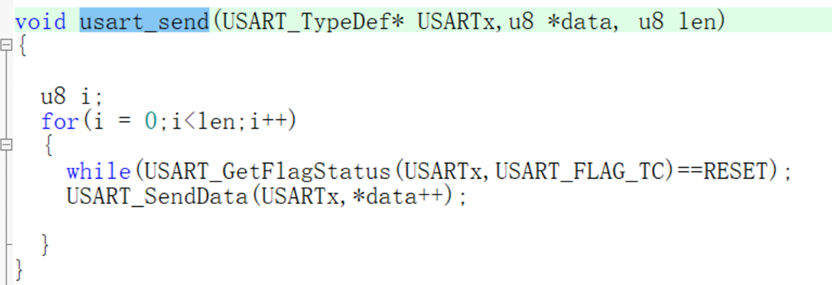 void usart_send(USART_TypeDef* USARTx,u8 *data, u8 len)
{
u8 i;
for(i = 0;i<len;i++)
{
while(USART_GetFlagStatus(USARTx,USART_FLAG_TC)==RESET);
USART_SendData(USARTx,*data++);
}
}